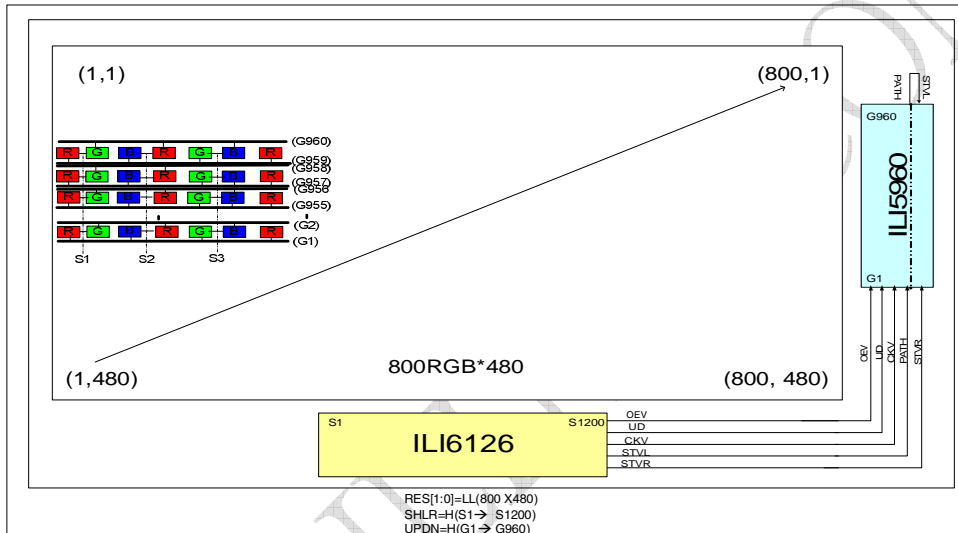 (1,1)
(800,1)
PATH
STVL
G960
ILI5960
G1
(G960)
R G B R G B R
(G959)
(G958)
R G B R G B R
(G957)
(G956
R G B R G B R
(G955)
(G2)
R G B R G B R
(G1)
S1 S2 S3
OEV
UD
CKV
PATH
STVR
(1,480)
800RGB*480
(800, 480)
S1
ILI6126
S1200
OEV
UD
CKV
STVL
STVR
RES[1:0]=LL(800 X480)
SHLR=H(S1→ S1200)
UPDN=H(G1→ G960)